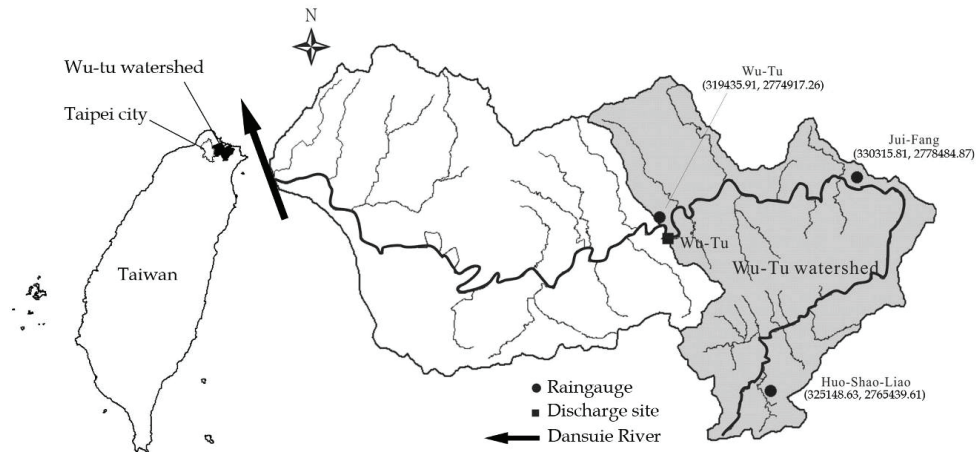 N
Wu-tu watershed
Taipei city
Taiwan
Wu-Tu
(319435.91, 2774917.26)
Jui-Fang
(330315.81, 2778484.87)
Wu-Tu
Wu-Tu watershed
Huo-Shao-Liao
(325148.63, 2765439.61)
Raingauge
Discharge site
Dansuie River